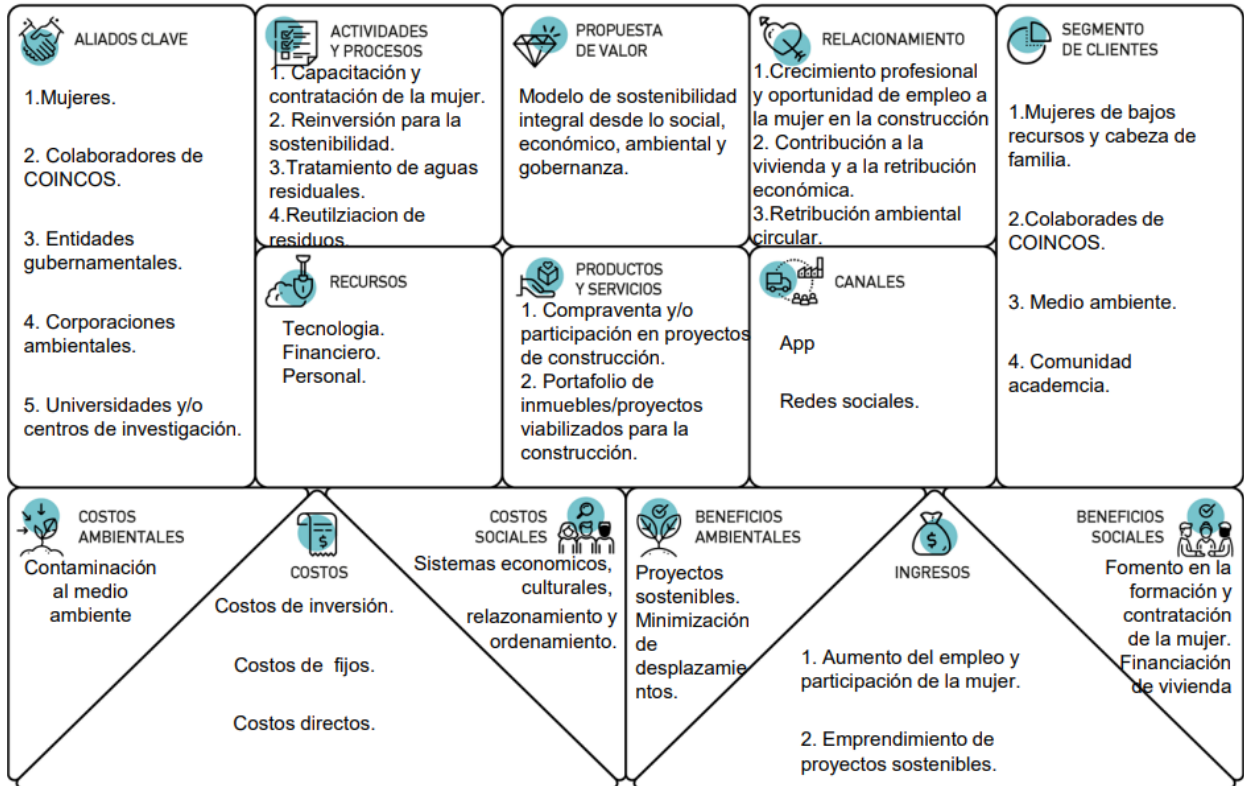 ALIADOS CLAVE
1.Mujeres.
2. Colaboradores de
COINCOS.
3. Entidades
gubernamentales.
4. Corporaciones
ambientales.
5. Universidades y/o
centros de investigación.
ACTIVIDADES
Y PROCESOS
1. Capacitación y
contratación de la mujer.
2. Reinversión para la
sostenibilidad.
3.Tratamiento de aguas
residuales.
4.Reutilziacion de
residuos.
RECURSOS
Tecnologia.
Financiero.
Personal.
PROPUESTA
DE VALOR
Modelo de sostenibilidad
integral desde lo social,
económico, ambiental y
gobernanza.
PRODUCTOS
Y SERVICIOS
1. Compraventa y/o
participación en proyectos
de construcción.
2. Portafolio de
inmuebles/proyectos
viabilizados para la
construcción.
RELACIONAMIENTO
1.Crecimiento profesional
y oportunidad de empleo a
la mujer en la construcción
2. Contribución a la
vivienda y a la retribución
económica.
3.Retribución ambiental
circular.
CANALES
App
Redes sociales.
SEGMENTO
DE CLIENTES
1.Mujeres de bajos
recursos y cabeza de
familia.
2.Colaborades de
COINCOS.
3. Medio ambiente.
4. Comunidad
academcia.
COSTOS
AMBIENTALES
Contaminación
al medio
ambiente
$
COSTOS
Costos de inversión.
Costos de fijos.
Costos directos.
COSTOS
SOCIALES
Sistemas economicos,
culturales,
relazonamiento y
ordenamiento.
BENEFICIOS
AMBIENTALES
Proyectos
sostenibles.
Minimización
de
desplazamie
ntos.
$
INGRESOS
1. Aumento del empleo y
participación de la mujer.
2. Emprendimiento de
proyectos sostenibles.
BENEFICIOS
SOCIALES
Fomento en la
formación y
contratación
de la mujer.
Financiación
de vivienda